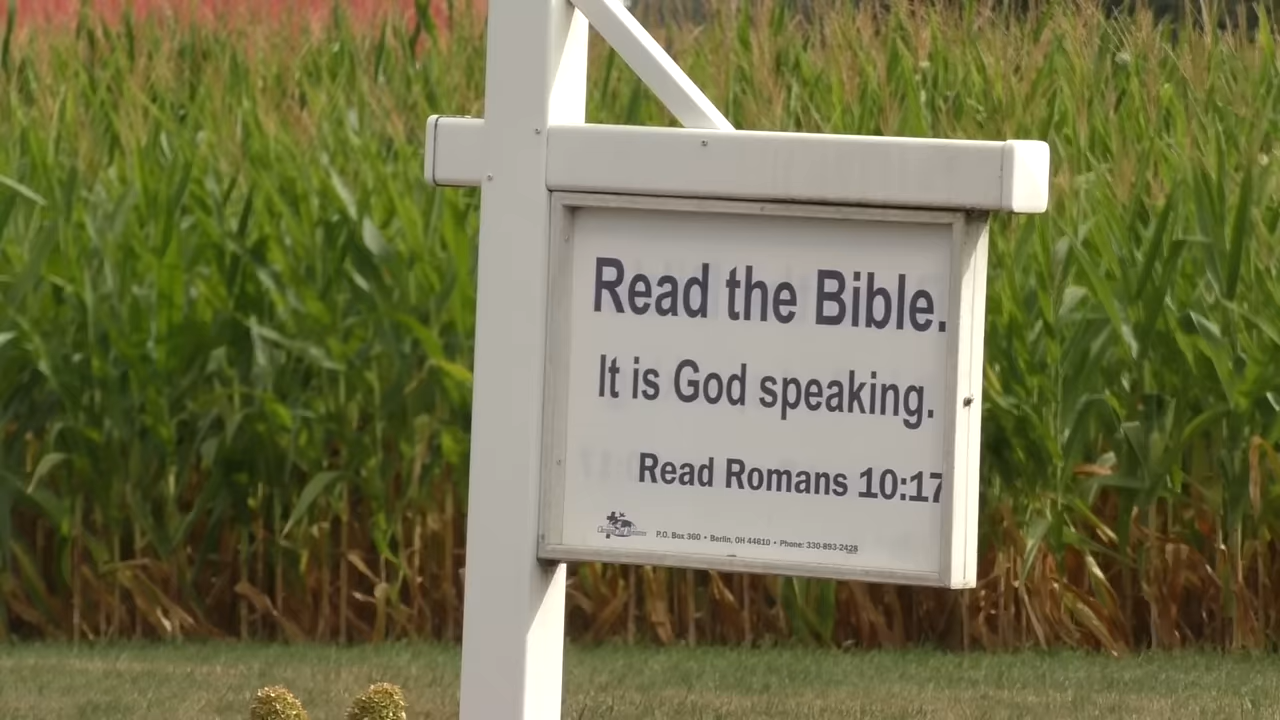 Read the Bible.
It is God speaking.
Read Romans 10:17
P.O. Box 360 • Berlin, OH 44610 • Phone: 330-893-2428